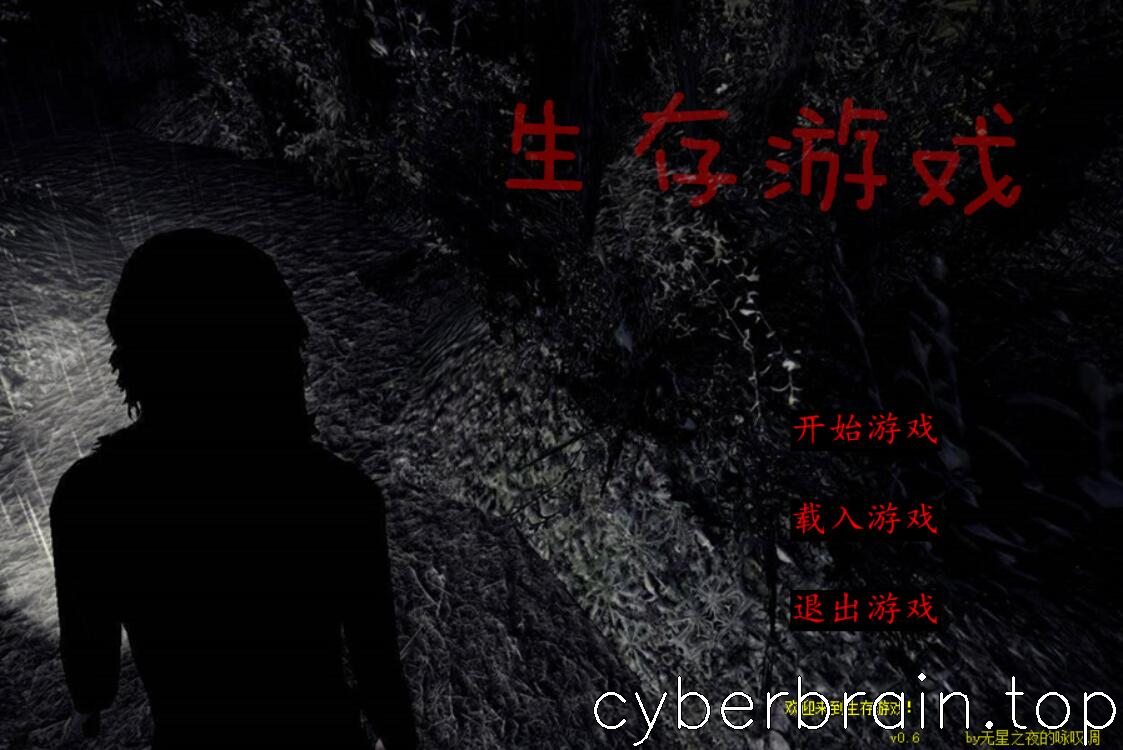 生存游戏
开始游戏
载入游戏
退出游戏
cyberbrain.top
欢迎来到生存游戏!
v0.6 by无星之夜的咏叹调